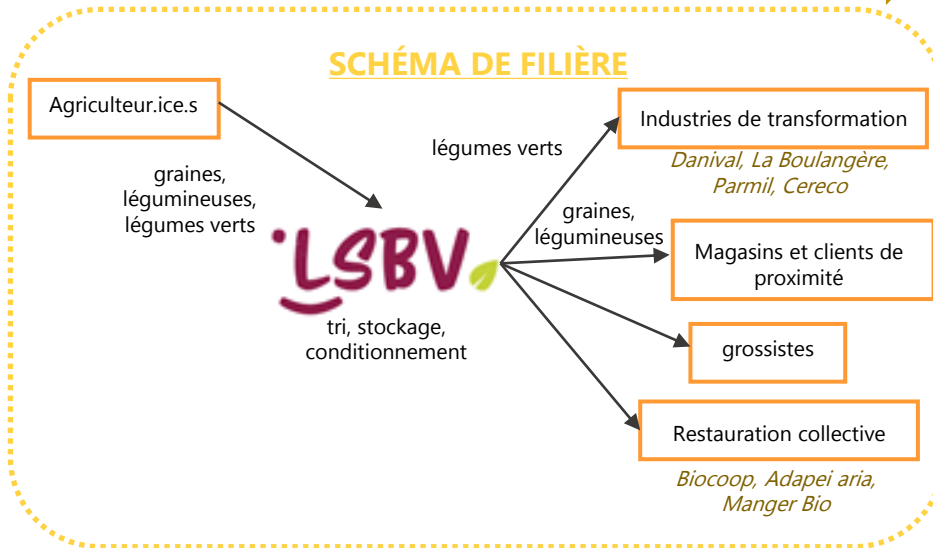 SCHÉMA DE FILIÈRE
Agriculteur.ice.s
graines,
légumineuses,
légumes verts
LSBV
tri, stockage,
conditionnement
légumes verts
graines,
légumineuses
Industries de transformation
Danival, La Boulangère,
Parmil, Cereco
Magasins et clients de
proximité
grossistes
Restauration collective
Biocoop, Adapei aria,
Manger Bio